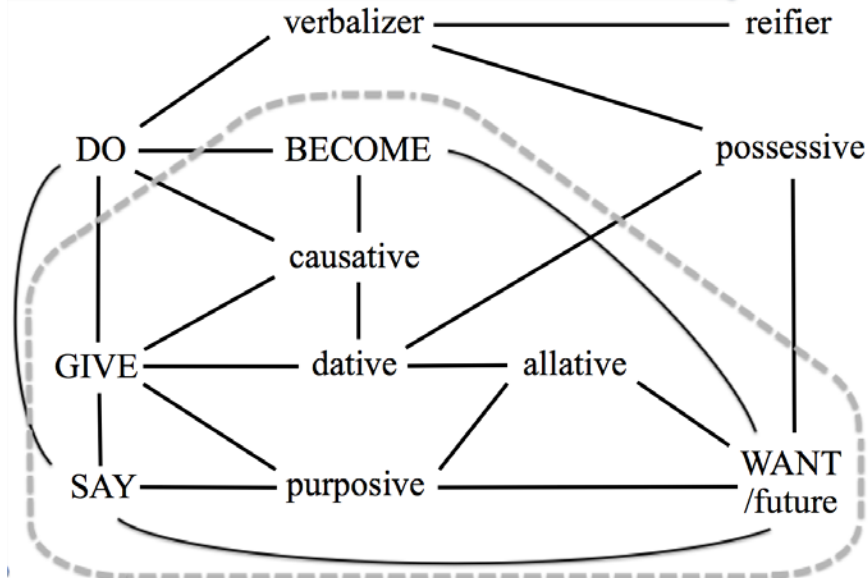 verbalizer reifier
DO BECOME possessive
causative
GIVE dative allative
SAY purposive WANT
/future